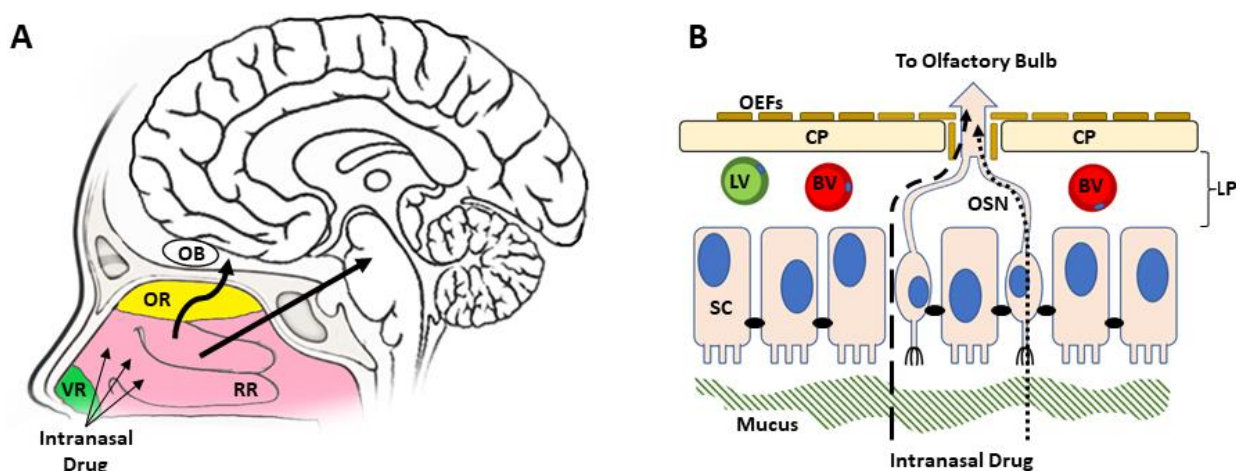 A
OB
OR
VR
RR
Intranasal
Drug
B
To Olfactory Bulb
OEFs
CP
CP
LV
BV
BV
LP
OSN
SC
Mucus
Intranasal Drug